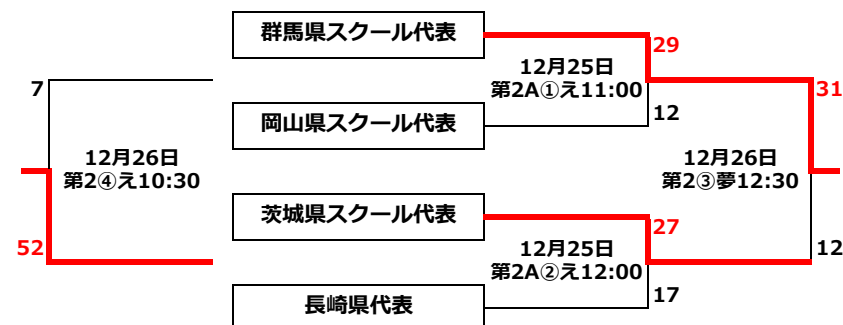 群馬県スクール代表
29
12月25日
第2A①え11:00
7
31
12
岡山県スクール代表
12月26日
第2④え10:30
12月26日
第2③夢12:30
茨城県スクール代表
27
52
12月25日
第2A②え12:00
12
17
長崎県代表